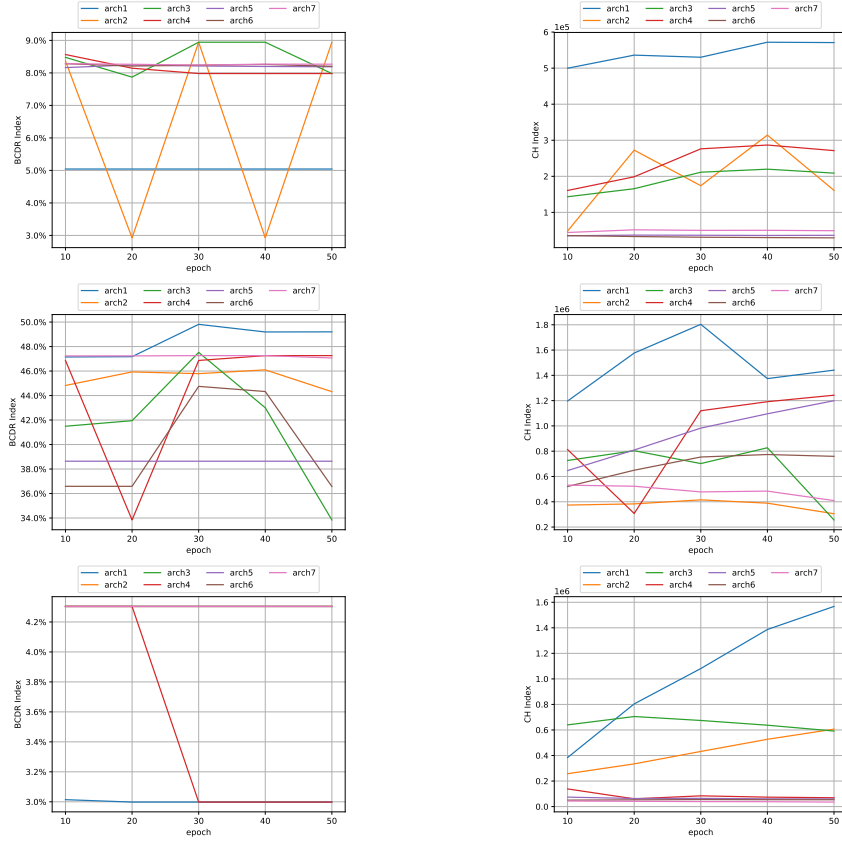 arch1 arch3 arch5 arch7
arch2 arch4 arch6
9.0%
8.0%
7.0%
6.0%
5.0%
4.0%
3.0%
BCDR Index
10 20 30 40 50
epoch
arch1 arch3 arch5 arch7
arch2 arch4 arch6
1e5
6
5
4
3
2
1
CH Index
10 20 30 40 50
epoch
arch1 arch3 arch5 arch7
arch2 arch4 arch6
50.0%
48.0%
46.0%
44.0%
42.0%
40.0%
38.0%
36.0%
34.0%
BCDR Index
10 20 30 40 50
epoch
arch1 arch3 arch5 arch7
arch2 arch4 arch6
1e6
1.8
1.6
1.4
1.2
1.0
0.8
0.6
0.4
0.2
CH Index
10 20 30 40 50
epoch
arch1 arch3 arch5 arch7
arch2 arch4 arch6
4.2%
4.0%
3.8%
3.6%
3.4%
3.2%
3.0%
BCDR Index
10 20 30 40 50
epoch
arch1 arch3 arch5 arch7
arch2 arch4 arch6
1e6
1.6
1.4
1.2
1.0
0.8
0.6
0.4
0.2
0.0
CH Index
10 20 30 40 50
epoch